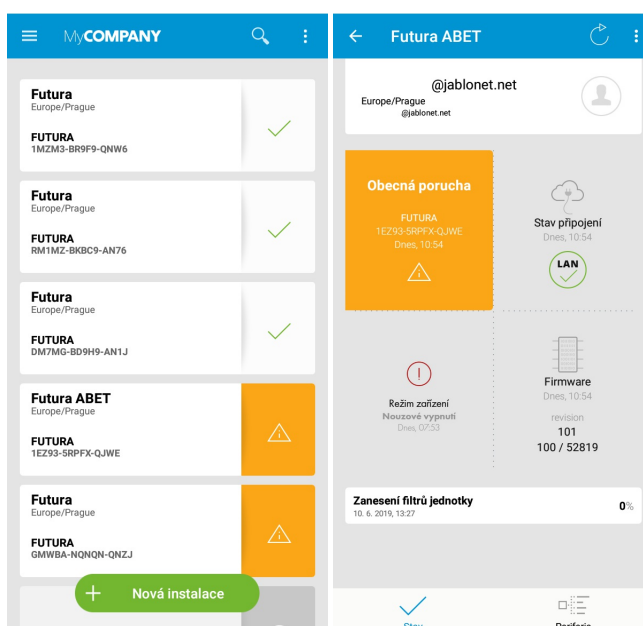 MyCOMPANY
Futura
Europe/Prague
FUTURA
1MZM3-BR9F9-QNW6
Futura
Europe/Prague
FUTURA
RM1MZ-BKBC9-AN76
Futura
Europe/Prague
FUTURA
DM7MG-BD9H9-AN1J
Futura ABET
Europe/Prague
FUTURA
1EZ93-5RPFX-QJWE
Futura
Europe/Prague
FUTURA
GMWBA-NQNQN-QNZJ
+ Nová instalace
Futura ABET
@jablonet.net
Europe/Prague
@jablonet.net
Obecná porucha
FUTURA
1EZ93-5RPFX-QJWE
Dnes, 10:54
Stav připojení
Dnes, 10:54
LAN
Režim zařízení
Nouzové vypnutí
Dnes, 07:53
Firmware
Dnes, 10:54
revision
101
100 / 52819
Zanesení filtrů jednotky
10. 6. 2019, 13:27
0%
Stav
Periferie